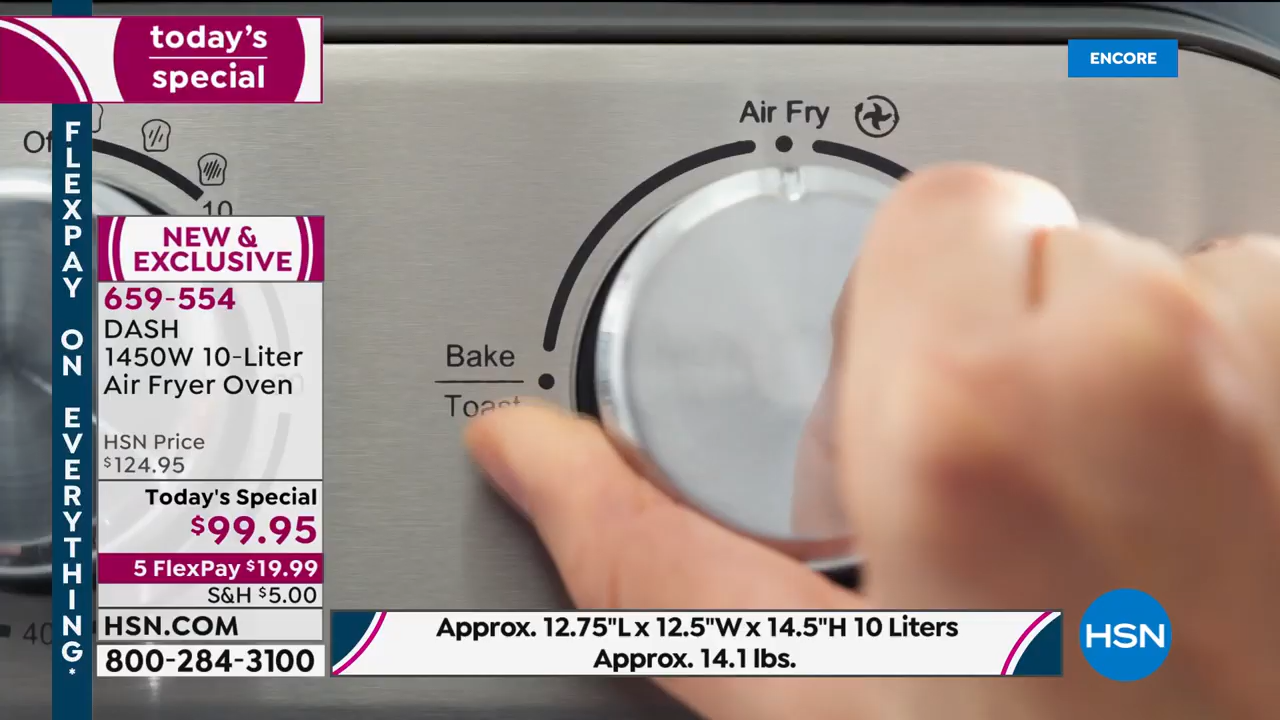 today's
special
ENCORE
FLEXPAY ON EVERYTHING*
Air Fry
10
Bake
Toast
40
NEW &
EXCLUSIVE
659-554
DASH
1450W 10-Liter
Air Fryer Oven
HSN Price
$124.95
Today's Special
$99.95
5 FlexPay $19.99
S&H $5.00
HSN.COM
800-284-3100
Approx. 12.75"L x 12.5"W x 14.5"H 10 Liters
Approx. 14.1 lbs.
HSN